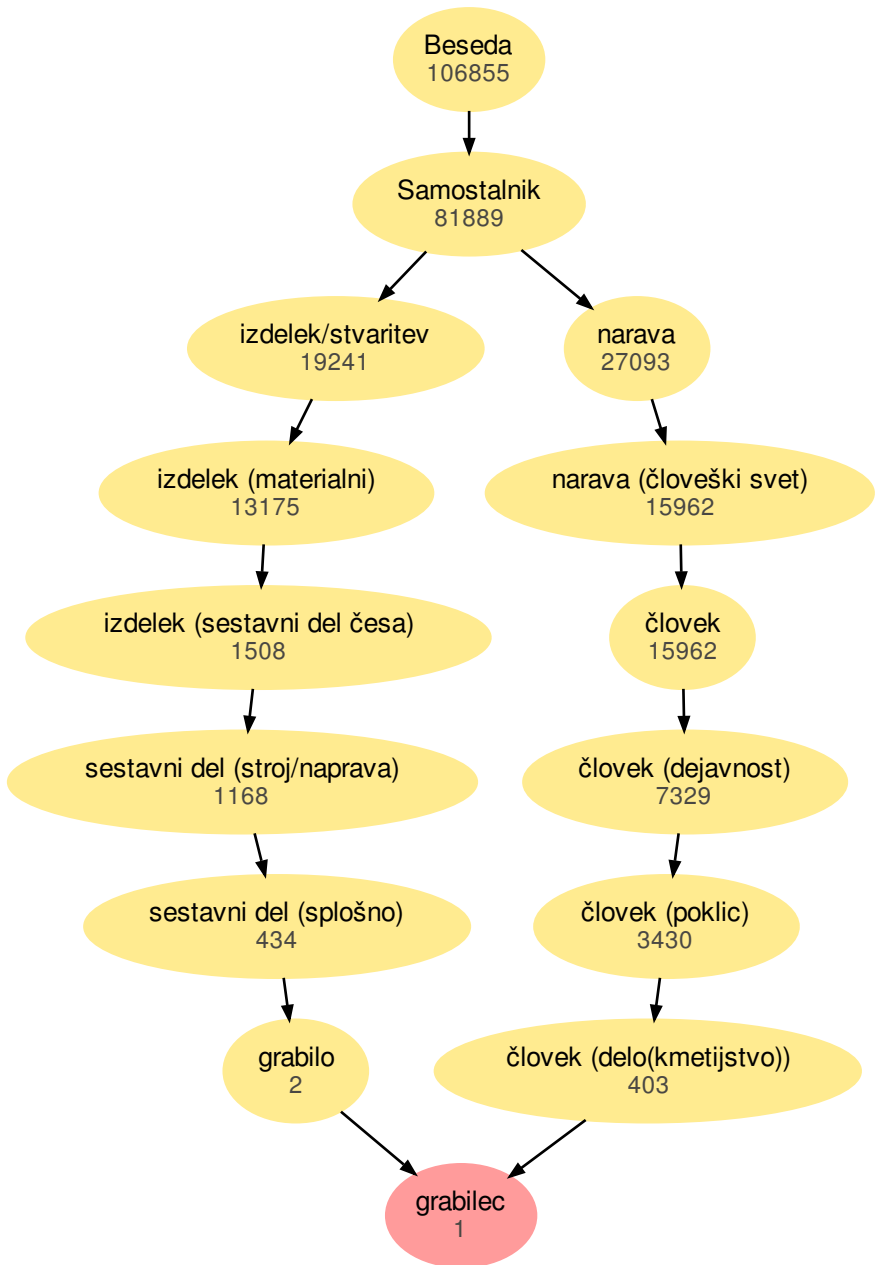 Beseda
106855
Samostalnik
81889
izdelek/stvaritev
19241
narava
27093
izdelek (materialni)
13175
narava (človeški svet)
15962
izdelek (sestavni del česa)
1508
človek
15962
sestavni del (stroj/naprava)
1168
človek (dejavnost)
7329
sestavni del (splošno)
434
človek (poklic)
3430
grabilo
2
človek (delo(kmetijstvo))
403
grabilec
1